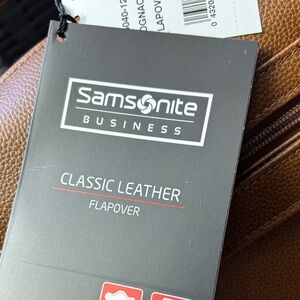 Samsonite
BUSINESS
CLASSIC LEATHER
FLAPOVER